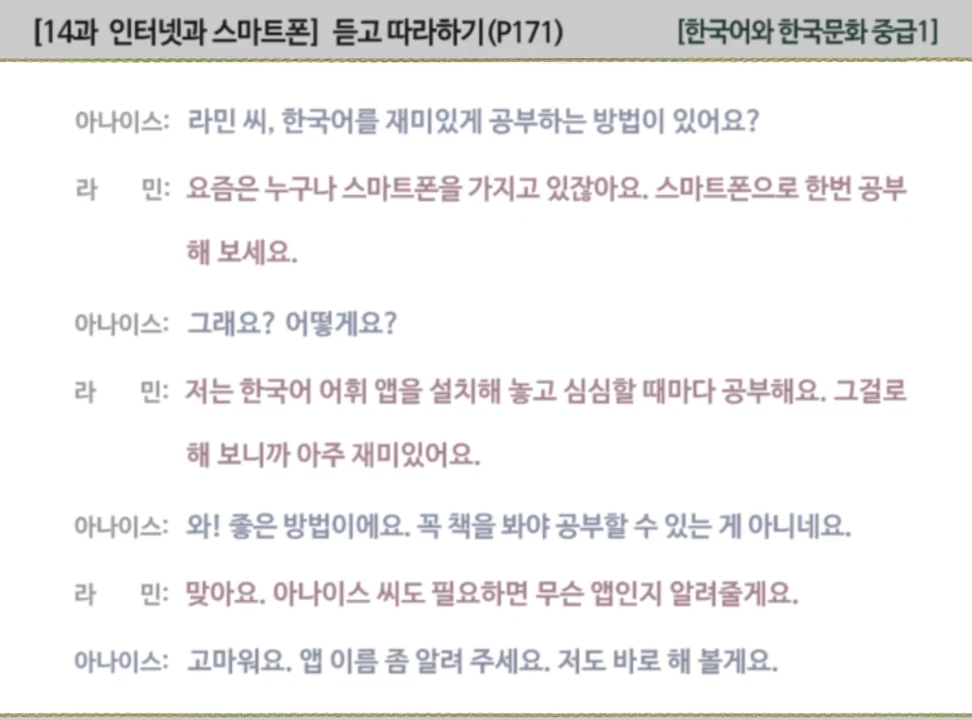 [14과 인터넷과 스마트폰] 듣고 따라하기(P171) [한국어와 한국문화 중급1]
아나이스: 라민 씨, 한국어를 재미있게 공부하는 방법이 있어요?
라 민: 요즘은 누구나 스마트폰을 가지고 있잖아요. 스마트폰으로 한번 공부
해 보세요.
아나이스: 그래요? 어떻게요?
라 민: 저는 한국어 어휘 앱을 설치해 놓고 심심할 때마다 공부해요. 그걸로
해 보니까 아주 재미있어요.
아나이스: 와! 좋은 방법이에요. 꼭 책을 봐야 공부할 수 있는 게 아니네요.
라 민: 맞아요. 아나이스 씨도 필요하면 무슨 앱인지 알려줄게요.
아나이스: 고마워요. 앱 이름 좀 알려 주세요. 저도 바로 해 볼게요.